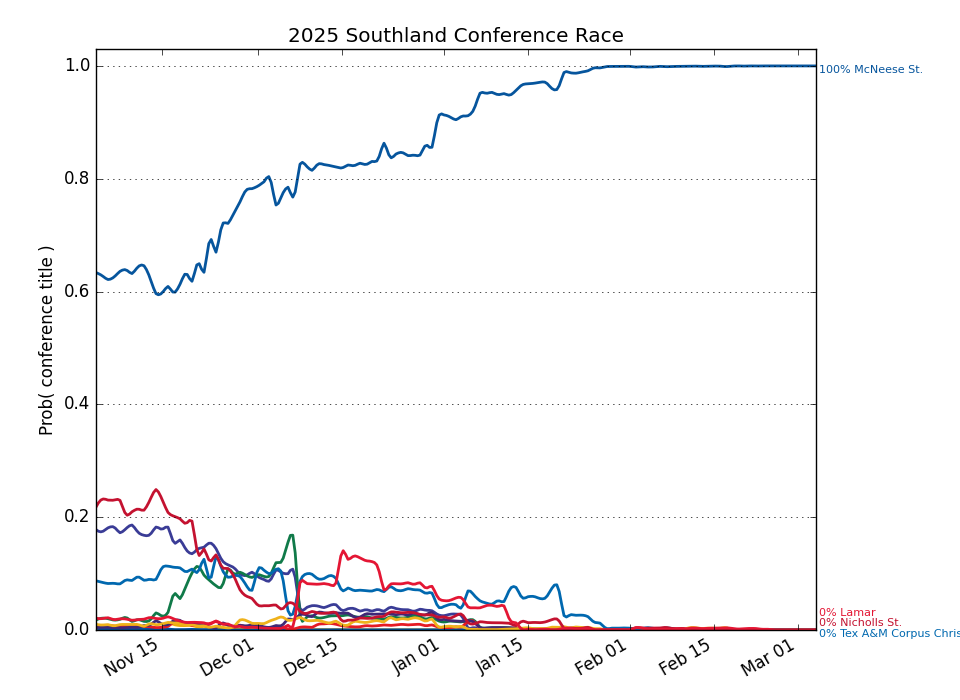 2025 Southland Conference Race
1.0
0.8
0.6
0.4
0.2
0.0
Prob( conference title )
100% McNeese St.
0% Lamar
0% Nicholls St.
0% Tex A&M Corpus Chris
Nov 15
Dec 01
Dec 15
Jan 01
Jan 15
Feb 01
Feb 15
Mar 01